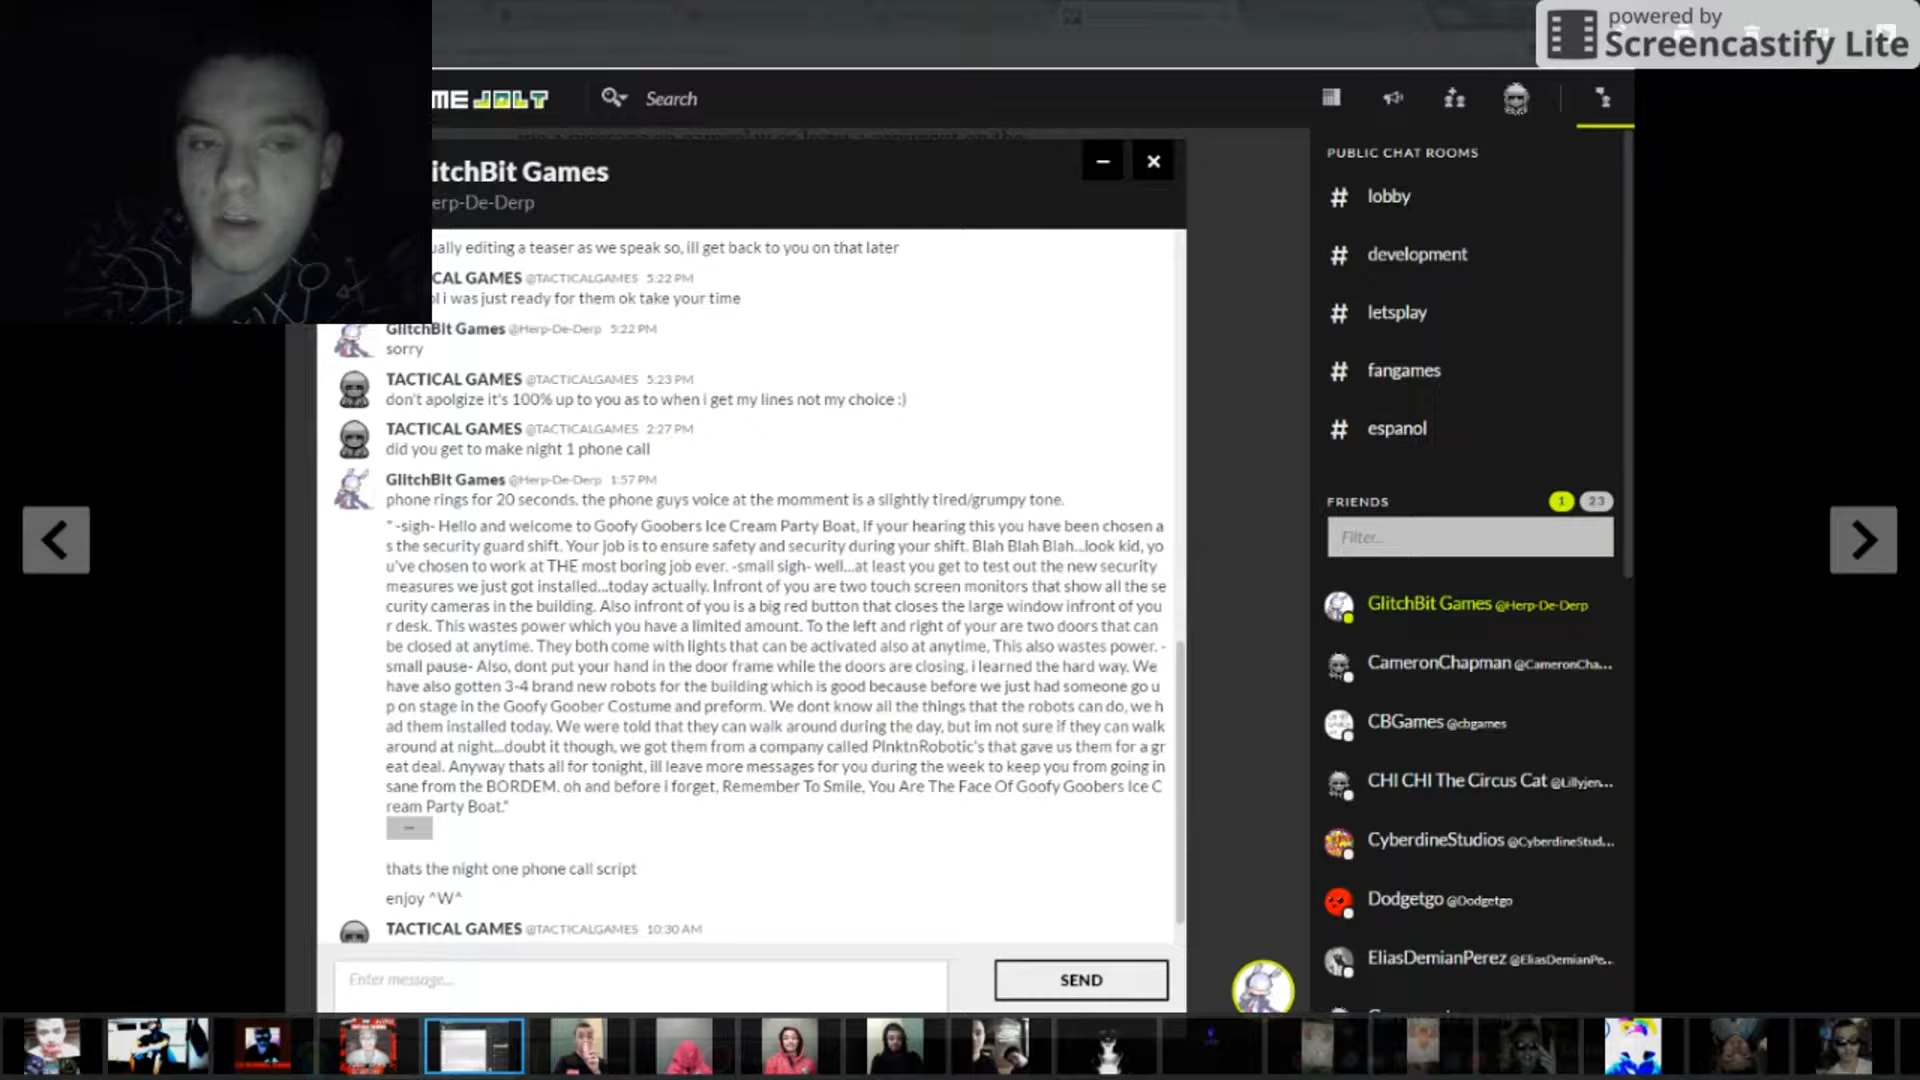 powered by
Screencastify Lite
ME JOLT
Search
itchBit Games
erp-De-Derp
ually editing a teaser as we speak so, ill get back to you on that later
CAL GAMES @TACTICALGAMES 5:22 PM
l i was just ready for them ok take your time
GlitchBit Games @Herp-De-Derp 5:22 PM
sorry
TACTICAL GAMES @TACTICALGAMES 5:23 PM
don't apolgize it's 100% up to you as to when i get my lines not my choice :)
TACTICAL GAMES @TACTICALGAMES 2:27 PM
did you get to make night 1 phone call
GlitchBit Games @Herp-De-Derp 1:57 PM
phone rings for 20 seconds. the phone guys voice at the momment is a slightly tired/grumpy tone.
" -sigh- Hello and welcome to Goofy Goobers Ice Cream Party Boat, If your hearing this you have been chosen a
s the security guard shift. Your job is to ensure safety and security during your shift. Blah Blah Blah...look kid, yo
u've chosen to work at THE most boring job ever. -small sigh- well...at least you get to test out the new security
measures we just got installed...today actually. Infront of you are two touch screen monitors that show all the se
curity cameras in the building. Also infront of you is a big red button that closes the large window infront of you
r desk. This wastes power which you have a limited amount. To the left and right of your are two doors that can
be closed at anytime. They both come with lights that can be activated also at anytime, This also wastes power. -
small pause- Also, dont put your hand in the door frame while the doors are closing, i learned the hard way. We
have also gotten 3-4 brand new robots for the building which is good because before we just had someone go u
p on stage in the Goofy Goober Costume and preform. We dont know all the things that the robots can do, we h
ad them installed today. We were told that they can walk around during the day, but im not sure if they can walk
around at night...doubt it though, we got them from a company called PlnktnRobotic's that gave us them for a gr
eat deal. Anyway thats all for tonight, ill leave more messages for you during the week to keep you from going in
sane from the BORDEM. oh and before i forget, Remember To Smile, You Are The Face Of Goofy Goobers Ice C
ream Party Boat."
thats the night one phone call script
enjoy ^W^
TACTICAL GAMES @TACTICALGAMES 10:30 AM
Enter message...
SEND
PUBLIC CHAT ROOMS
# lobby
# development
# letsplay
# fangames
# espanol
FRIENDS 1 23
Filter...
GlitchBit Games @Herp-De-Derp
CameronChapman @CameronCha...
CBGames @cbgames
CHI CHI The Circus Cat @Lillyjen...
CyberdineStudios @CyberdineStud...
Dodgetgo @Dodgetgo
EliasDemianPerez @EliasDemianPe...